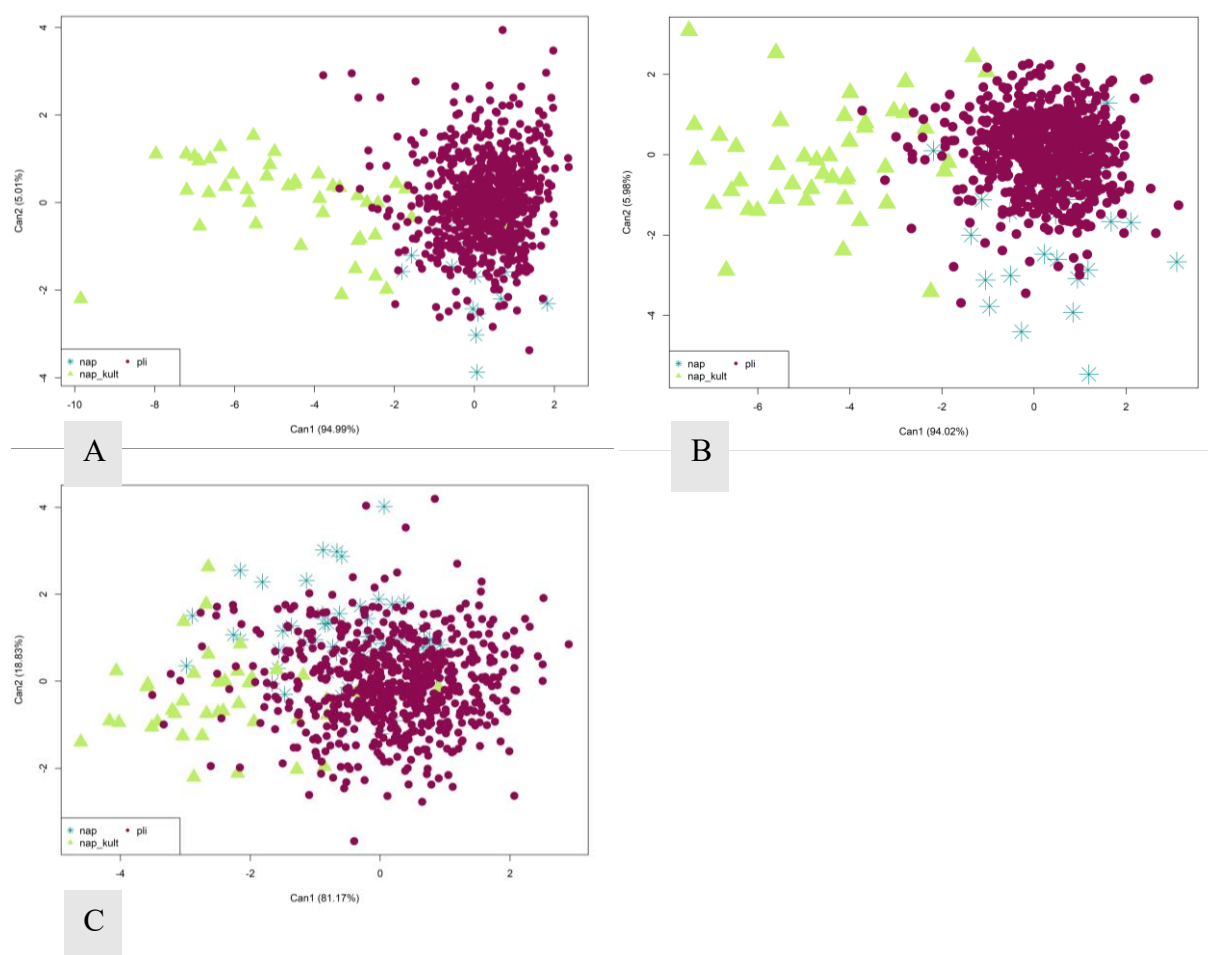 4
2
0
-2
-4
Can2 (5.01%)
nap pli
nap_kult
-10 -8 -6 -4 -2 0 2
Can1 (94.99%)
A
2
0
-2
-4
Can2 (5.98%)
nap pli
nap_kult
-6 -4 -2 0 2
Can1 (94.02%)
B
4
2
0
-2
Can2 (18.83%)
nap pli
nap_kult
-4 -2 0 2
Can1 (81.17%)
C